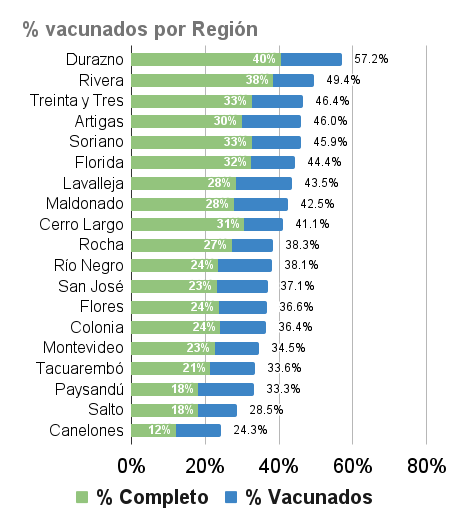 % vacunados por Región
Durazno 40% 57.2%
Rivera 38% 49.4%
Treinta y Tres 33% 46.4%
Artigas 30% 46.0%
Soriano 33% 45.9%
Florida 32% 44.4%
Lavalleja 28% 43.5%
Maldonado 28% 42.5%
Cerro Largo 31% 41.1%
Rocha 27% 38.3%
Río Negro 24% 38.1%
San José 23% 37.1%
Flores 24% 36.6%
Colonia 24% 36.4%
Montevideo 23% 34.5%
Tacuarembó 21% 33.6%
Paysandú 18% 33.3%
Salto 18% 28.5%
Canelones 12% 24.3%
0% 20% 40% 60% 80%
% Completo % Vacunados